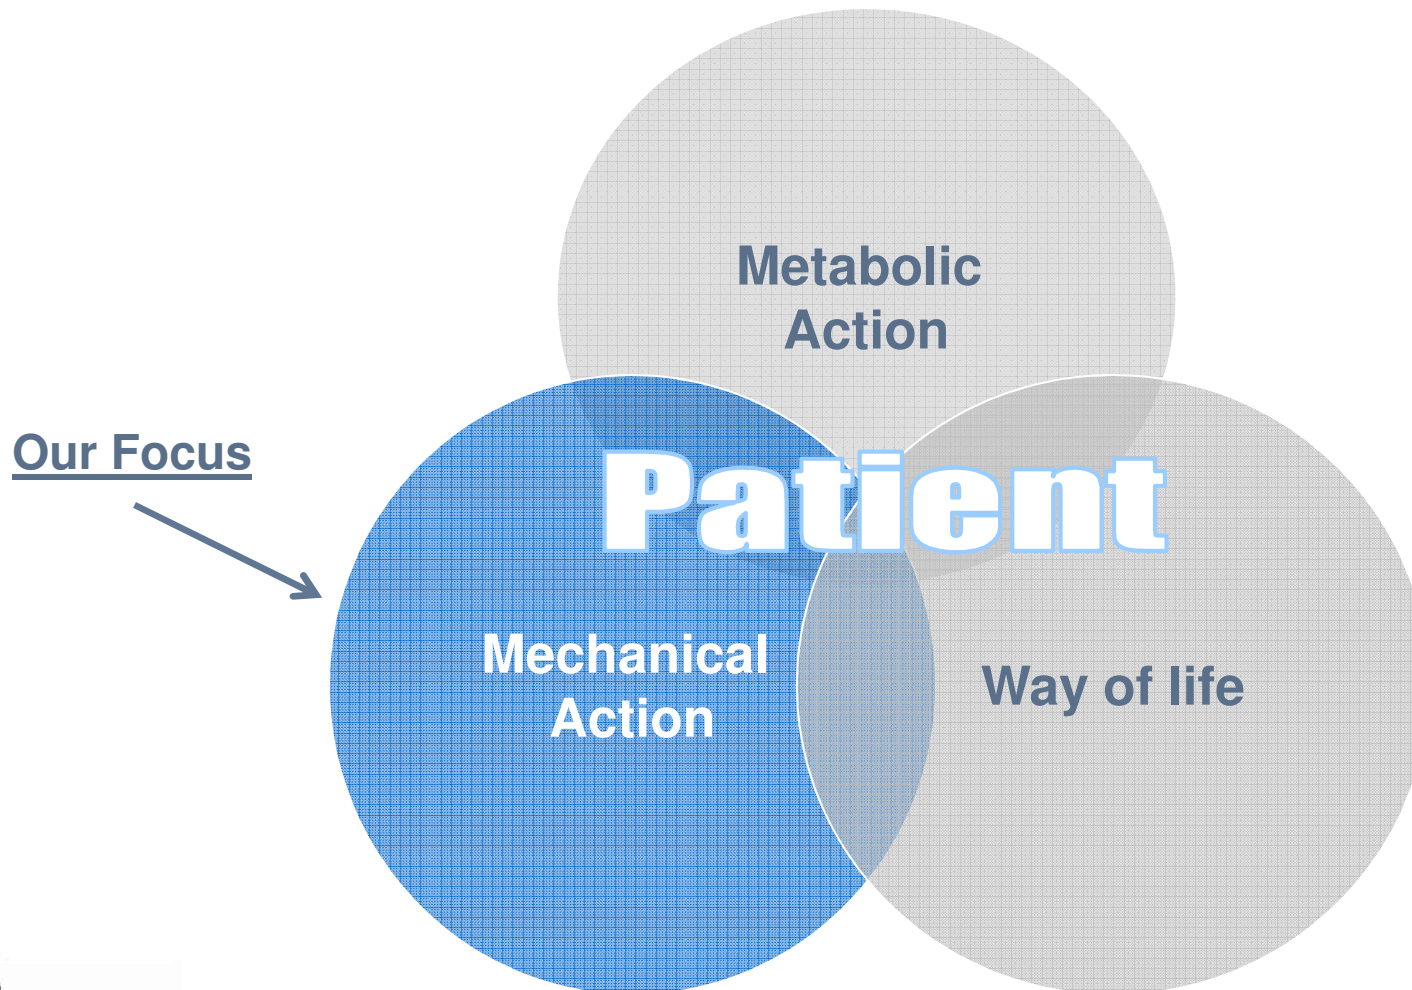 Metabolic
Action
Our Focus
Patient
Mechanical
Action
Way of life